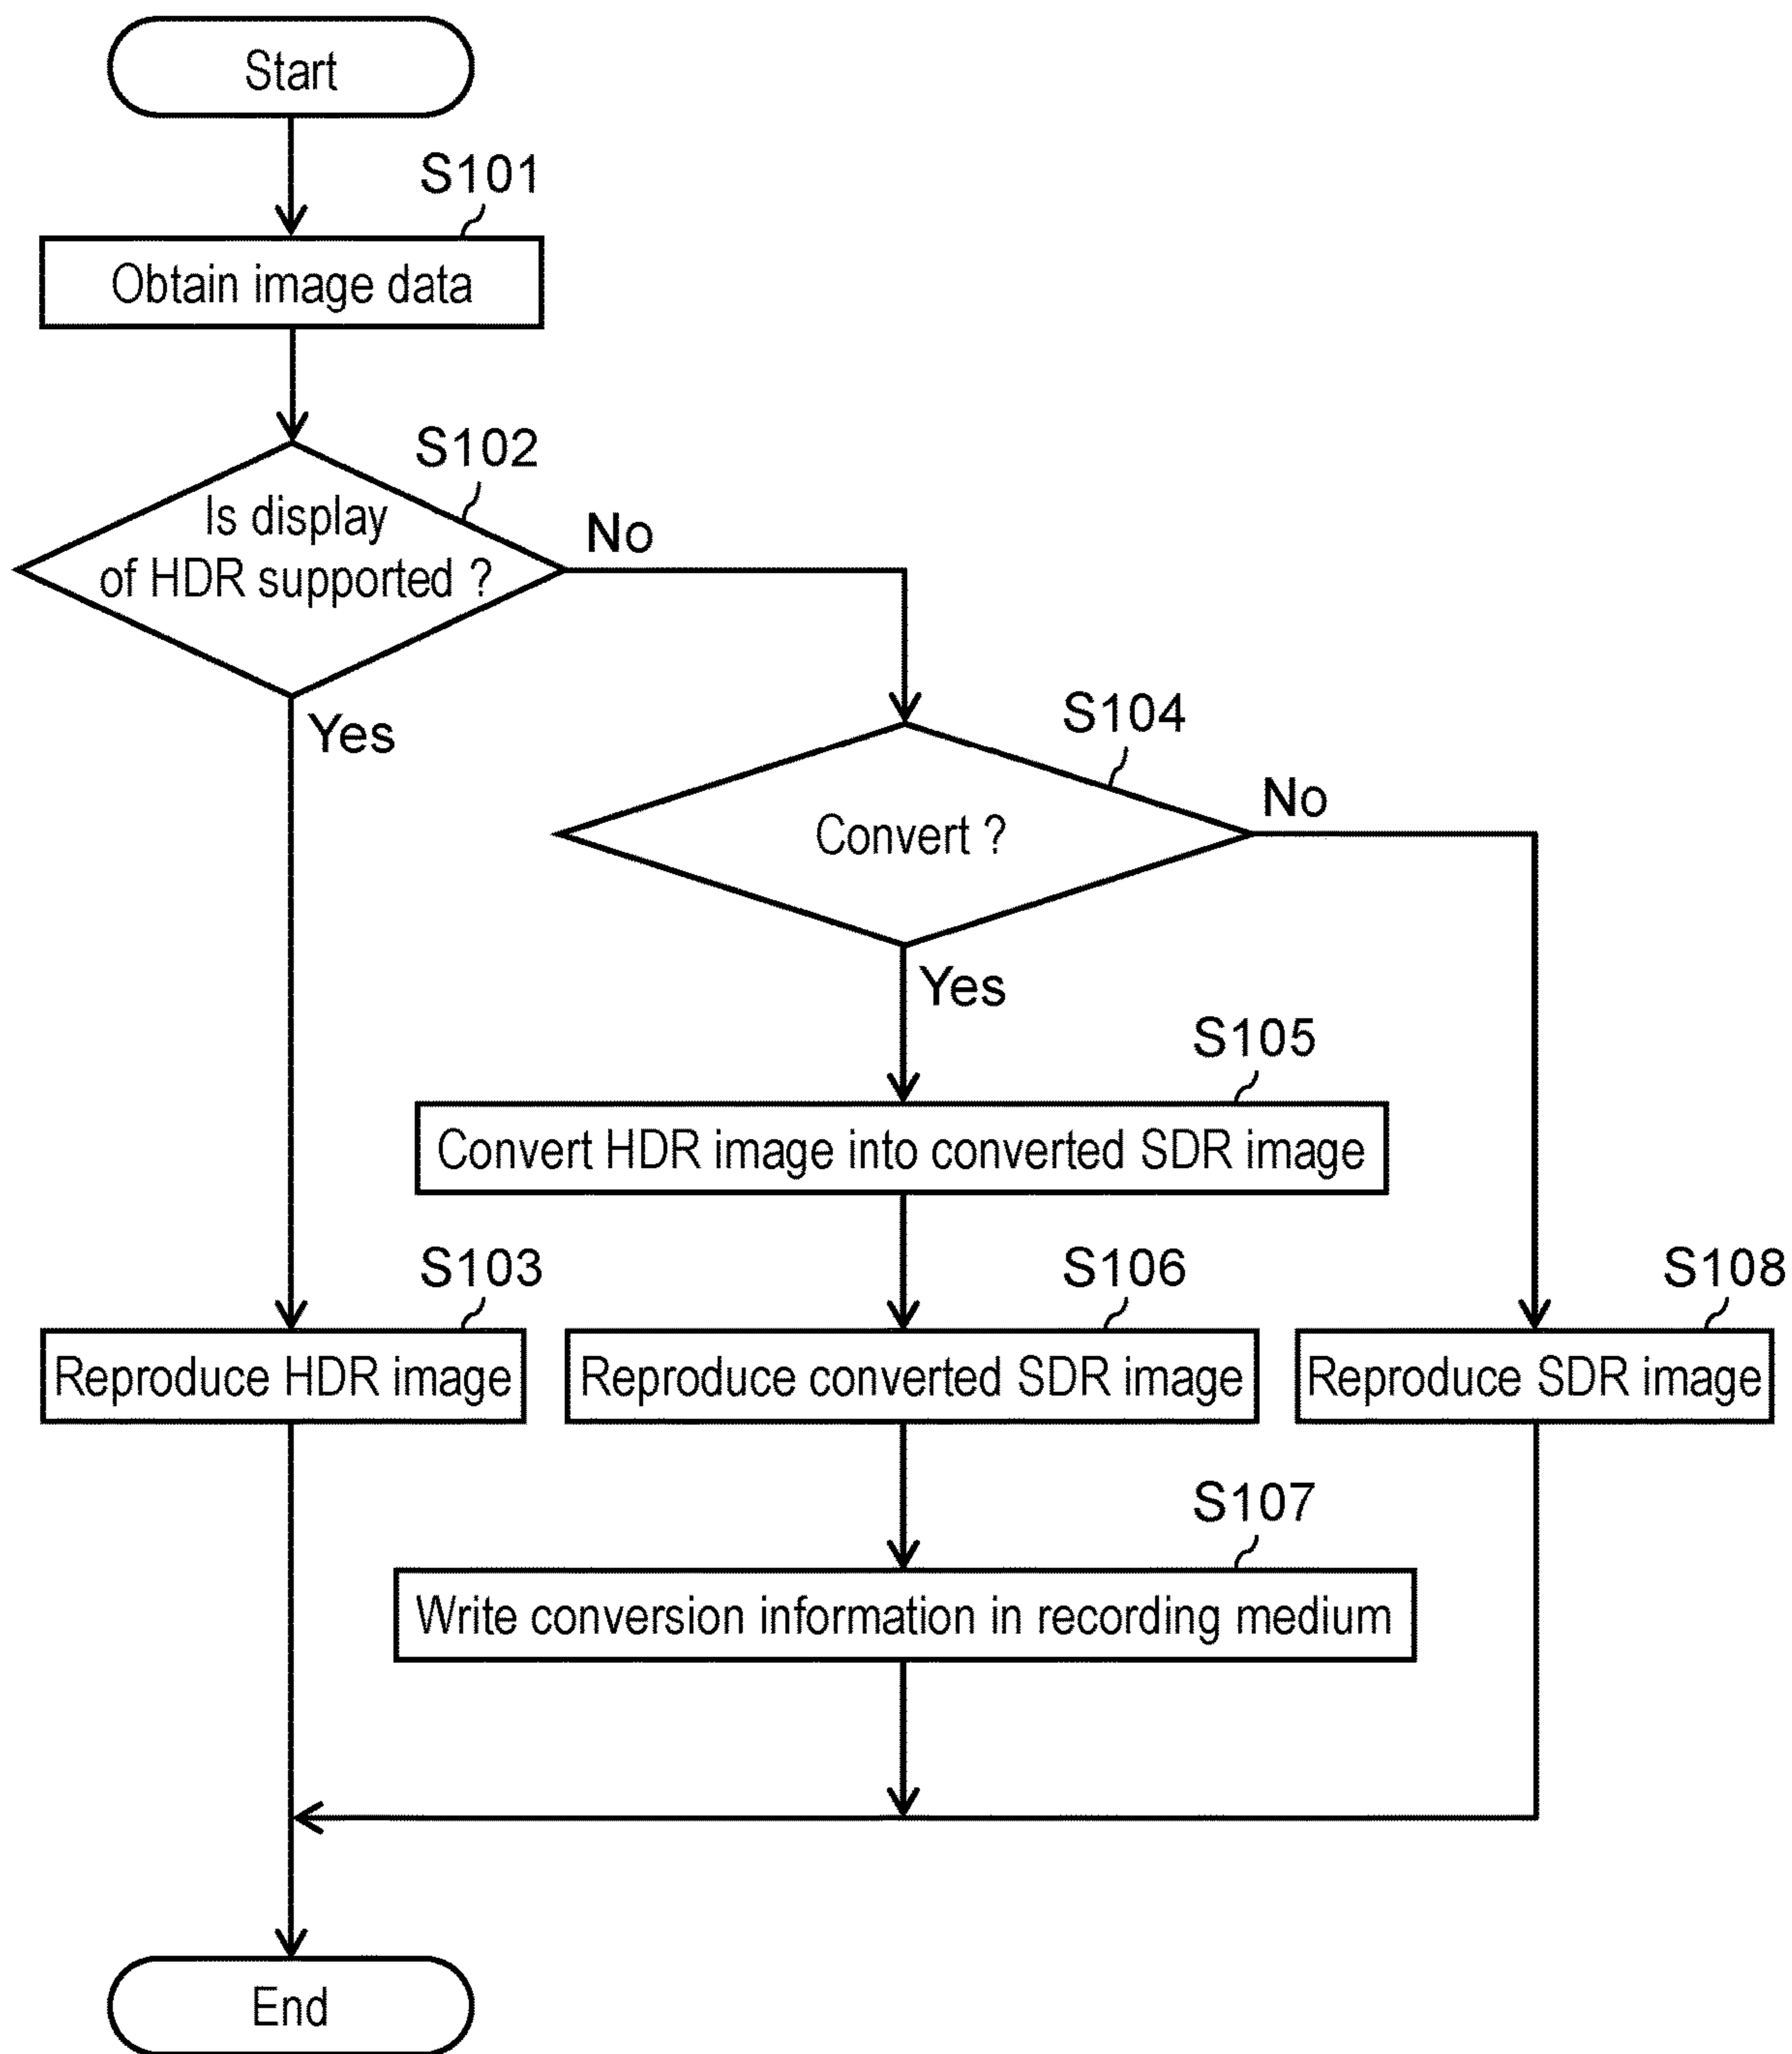 Start
S101
Obtain image data
S102
Is display
of HDR supported ?
No
Yes
S104
Convert ?
No
Yes
S105
Convert HDR image into converted SDR image
S103
Reproduce HDR image
S106
Reproduce converted SDR image
S108
Reproduce SDR image
S107
Write conversion information in recording medium
End